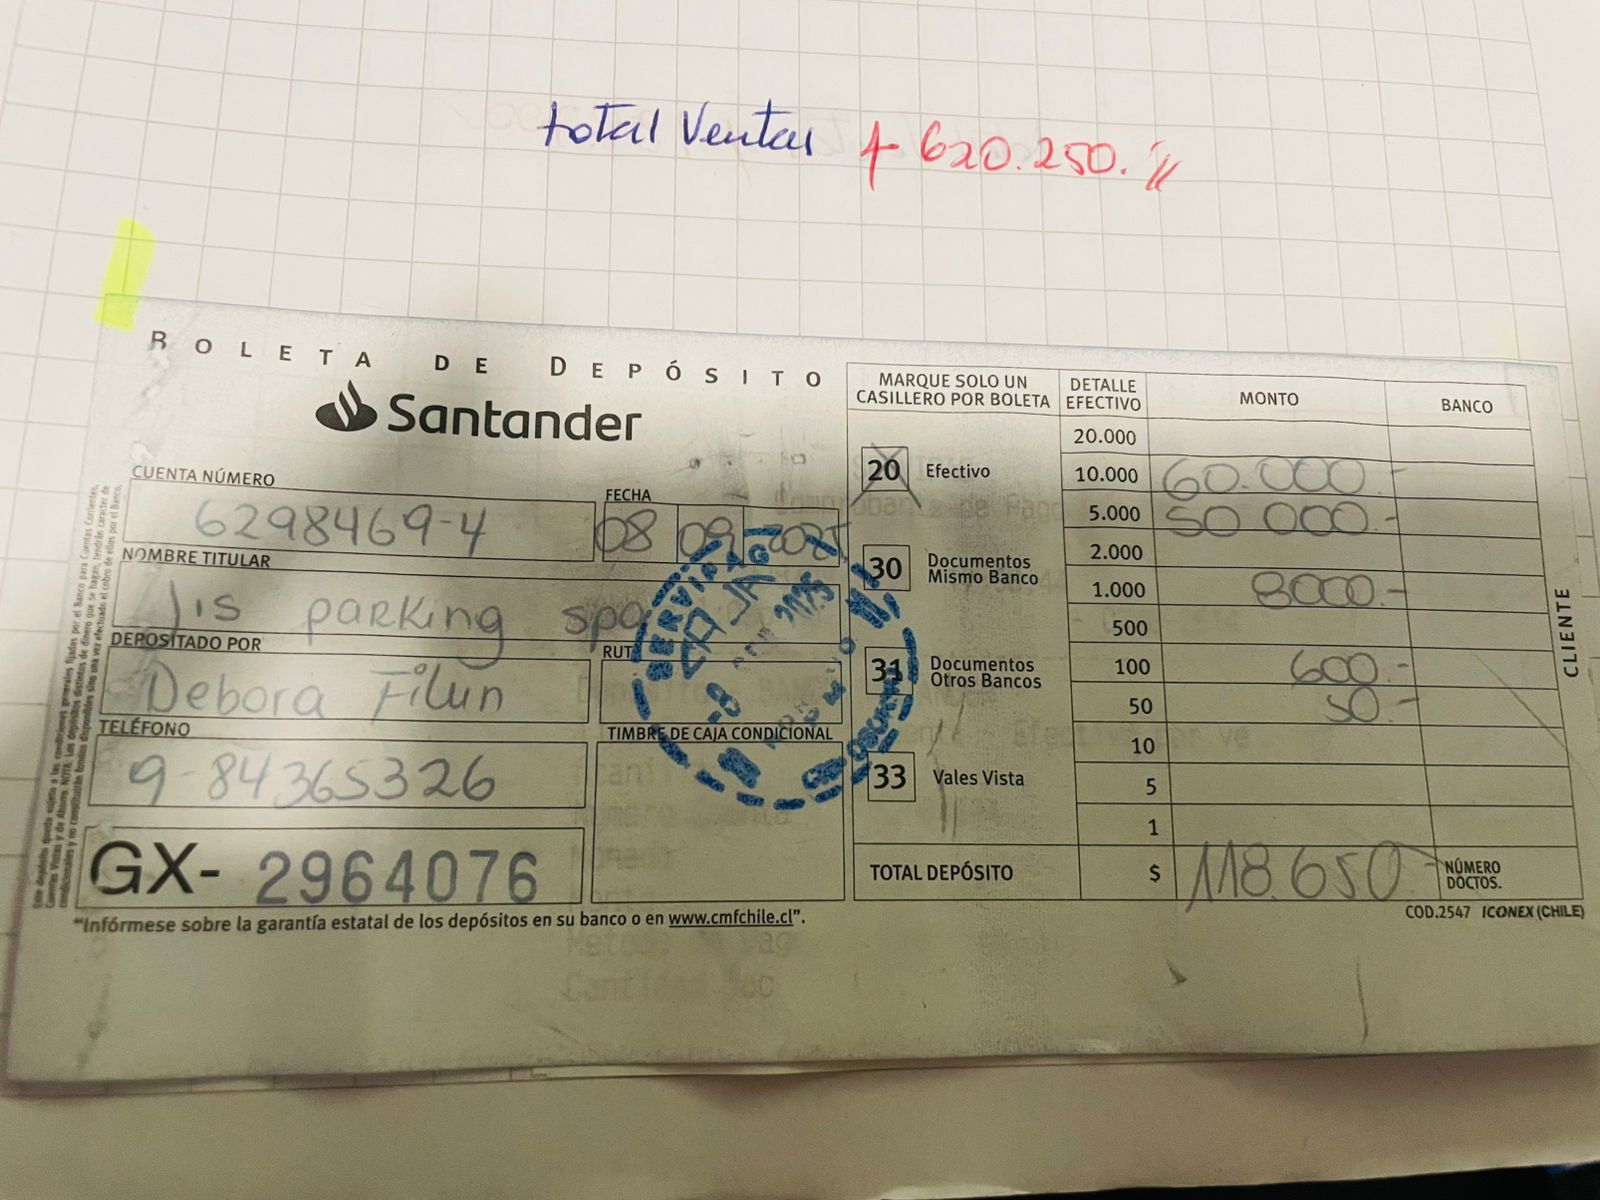 total Ventas $ 620.250.-//
BOLETA DE DEPÓSITO
Santander
CUENTA NÚMERO
6298469-4
FECHA
08 09 2025
NOMBRE TITULAR
Jis parking spa
DEPOSITADO POR
Debora Filun
RUT
TELÉFONO
9-84365326
TIMBRE DE CAJA CONDICIONAL
GX- 2964076
"Infórmese sobre la garantía estatal de los depósitos en su banco o en www.cmfchile.cl".
MARQUE SOLO UN
CASILLERO POR BOLETA
20 Efectivo
30 Documentos
Mismo Banco
31 Documentos
Otros Bancos
33 Vales Vista
DETALLE
EFECTIVO MONTO BANCO
20.000
10.000 60.000.-
5.000 50 000.-
2.000
1.000 8000.-
500
100 600.-
50 50.-
10
5
1
TOTAL DEPÓSITO $ 118.650.-
NÚMERO
DOCTOS.
CLIENTE
COD.2547 ICONEX (CHILE)